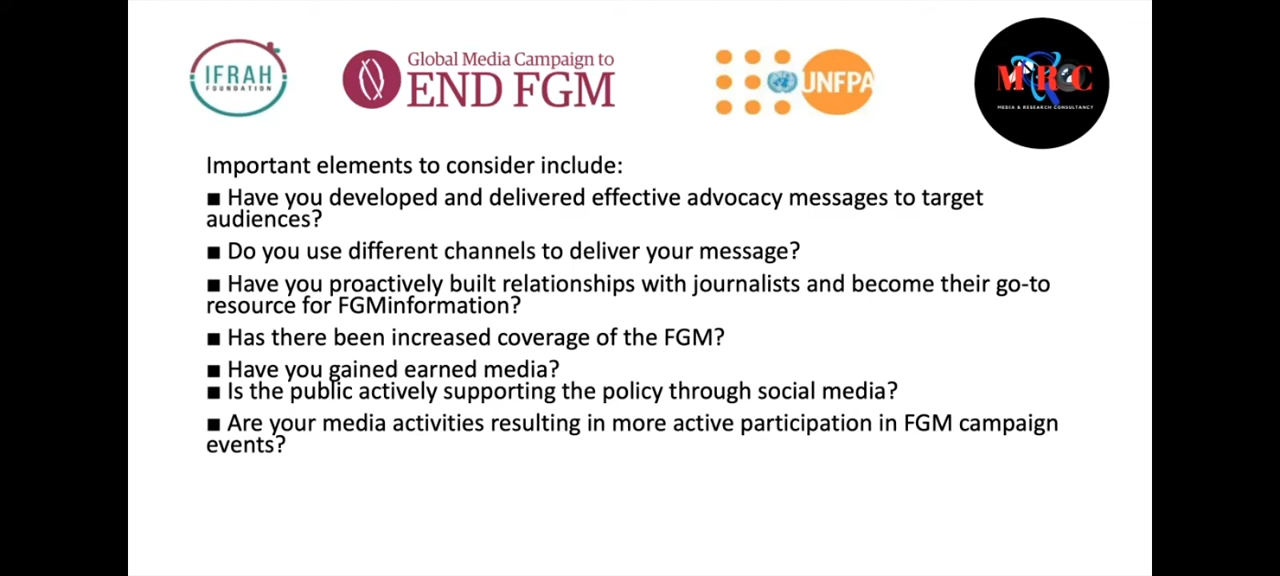 IFRAH
FOUNDATION
Global Media Campaign to
END FGM
UNFPA
MRC
MEDIA & RESEARCH CONSULTANCY
Important elements to consider include:
■ Have you developed and delivered effective advocacy messages to target
audiences?
■ Do you use different channels to deliver your message?
■ Have you proactively built relationships with journalists and become their go-to
resource for FGMinformation?
■ Has there been increased coverage of the FGM?
■ Have you gained earned media?
■ Is the public actively supporting the policy through social media?
■ Are your media activities resulting in more active participation in FGM campaign
events?